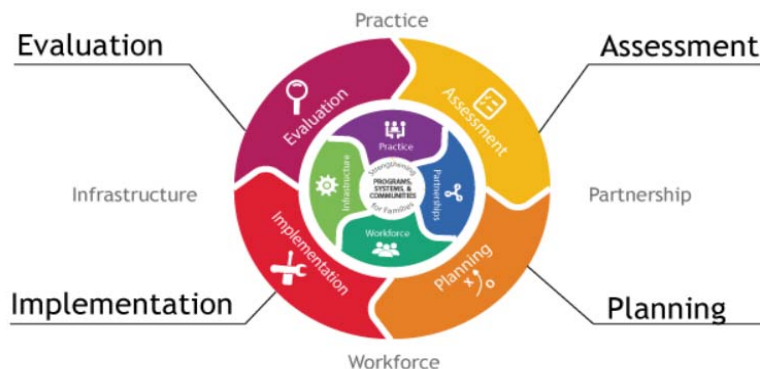 Practice
Evaluation
Assessment
Evaluation
Assessment
Practice
Infrastructure
Infrastructure
Strengthening
PROGRAMS,
SYSTEMS, &
COMMUNITIES
for Families
Partnerships
Partnership
Workforce
Implementation
Planning
x
Implementation
Planning
Workforce